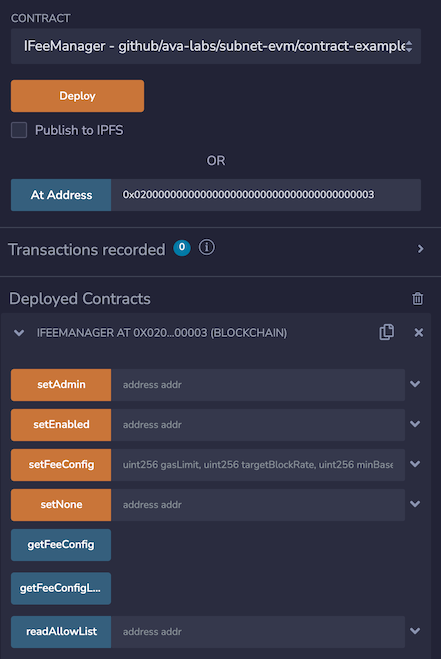 CONTRACT
IFeeManager - github/ava-labs/subnet-evm/contract-example
Deploy
Publish to IPFS
OR
At Address 0x0200000000000000000000000000000000000003
Transactions recorded 0 i
Deployed Contracts
IFEEMANAGER AT 0X020...00003 (BLOCKCHAIN)
setAdmin address addr
setEnabled address addr
setFeeConfig uint256 gasLimit, uint256 targetBlockRate, uint256 minBase
setNone address addr
getFeeConfig
getFeeConfigL...
readAllowList address addr